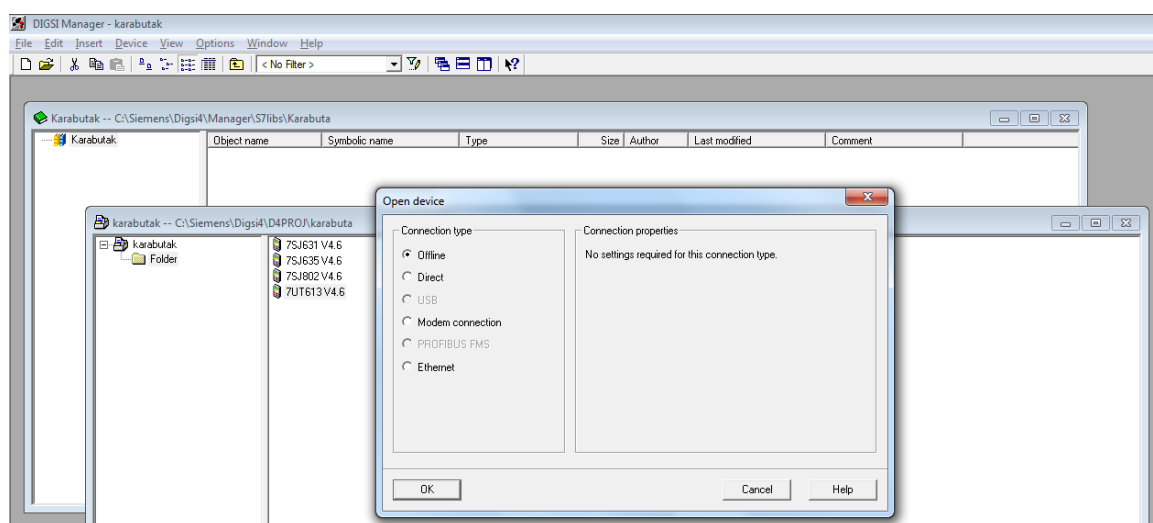 DIGSI Manager - karabutak
File Edit Insert Device View Options Window Help
< No Filter >
Karabutak -- C:\Siemens\Digsi4\Manager\S7libs\Karabuta
Karabutak
Object name Symbolic name Type Size Author Last modified Comment
karabutak -- C:\Siemens\Digsi4\D4PROJ\karabuta
karabutak
Folder
7SJ631 V4.6
7SJ635 V4.6
7SJ802 V4.6
7UT613 V4.6
Open device
Connection type
Offline
Direct
USB
Modem connection
PROFIBUS FMS
Ethernet
Connection properties
No settings required for this connection type.
OK Cancel Help